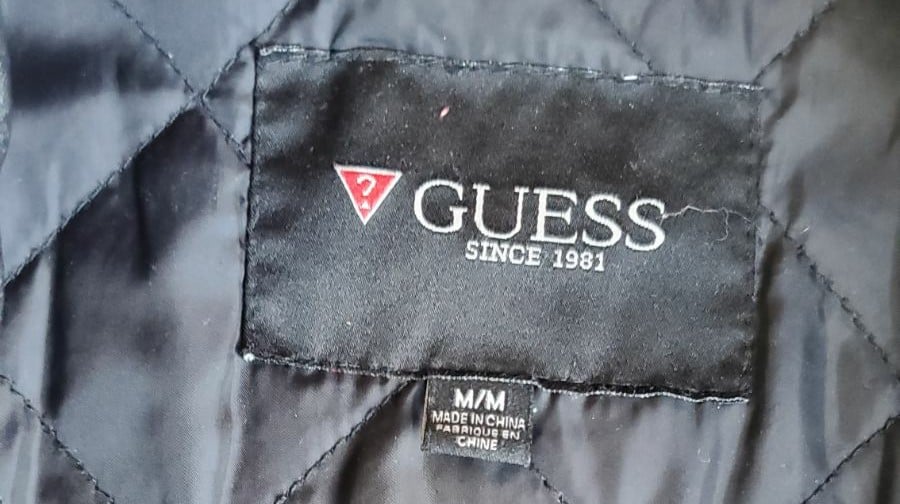 ?
GUESS
SINCE 1981
M/M
MADE IN CHINA
FABRIQUE EN
CHINE